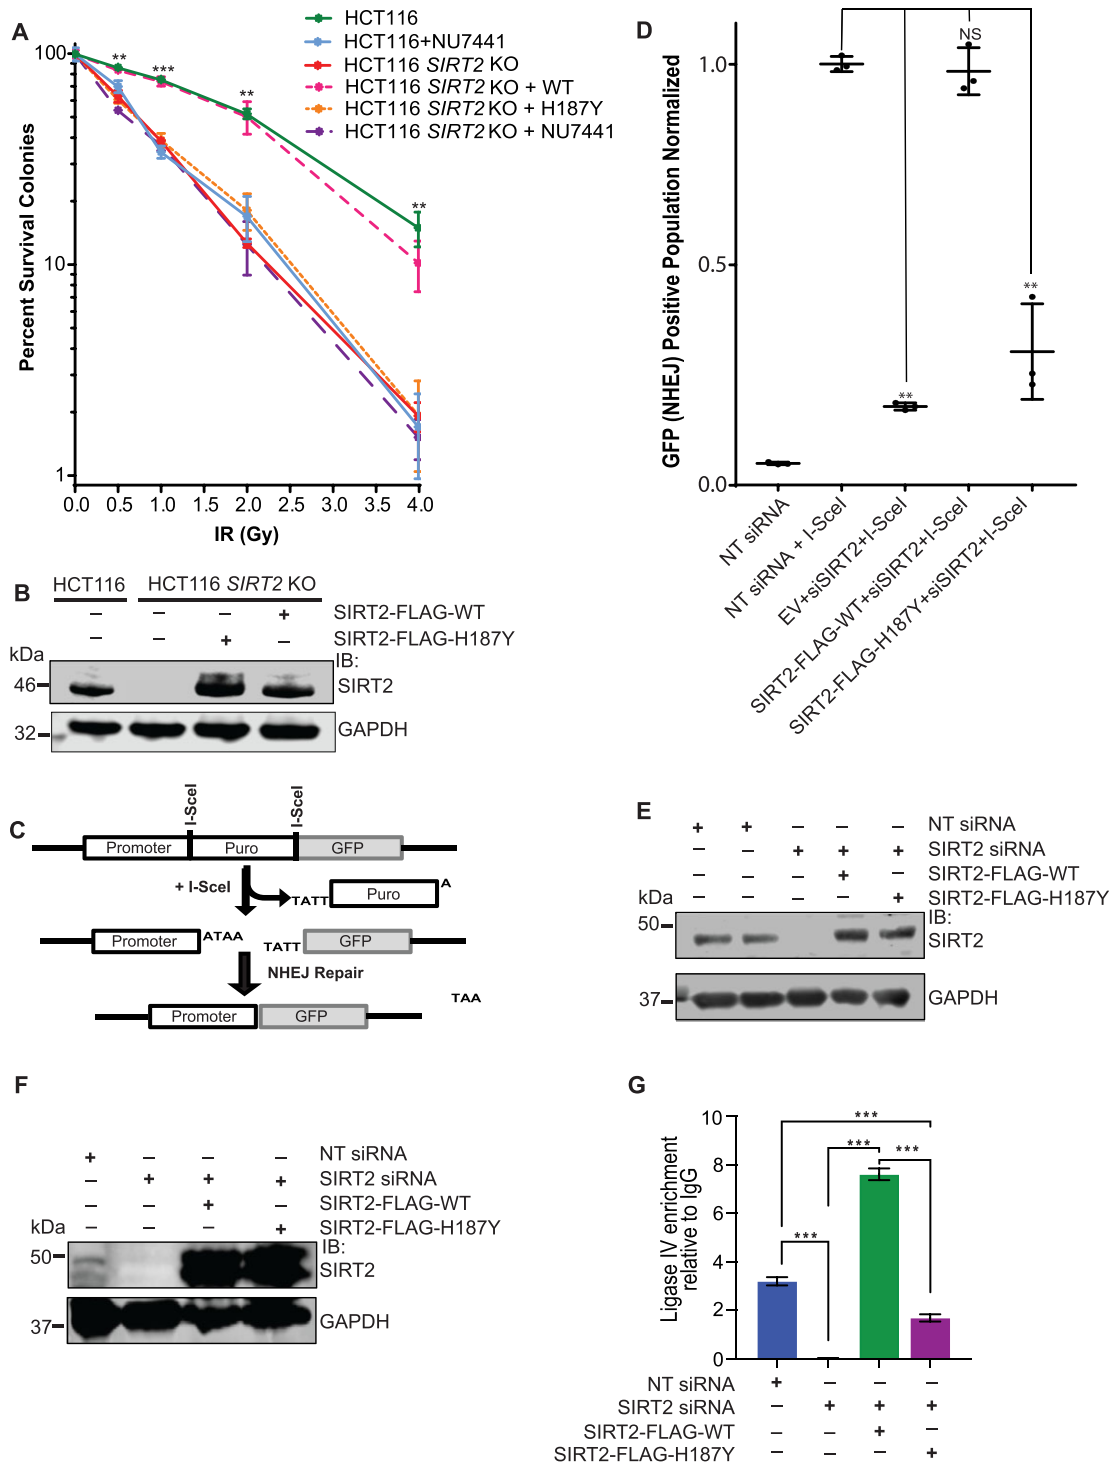 A
HCT116
HCT116+NU7441
HCT116 SIRT2 KO
HCT116 SIRT2 KO + WT
HCT116 SIRT2 KO + H187Y
HCT116 SIRT2 KO + NU7441
Percent Survival Colonies
100
10
1
** *** ** **
0.0 0.5 1.0 1.5 2.0 2.5 3.0 3.5 4.0
IR (Gy)
B
HCT116 HCT116 SIRT2 KO
– – – + SIRT2-FLAG-WT
– – + – SIRT2-FLAG-H187Y
kDa
IB:
46 SIRT2
32 GAPDH
C
I-SceI I-SceI
Promoter Puro GFP
+ I-SceI
TATT Puro A
Promoter ATAA TATT GFP
NHEJ Repair
TAA
Promoter GFP
D
GFP (NHEJ) Positive Population Normalized
1.0
0.5
0.0
** NS **
NT siRNA
NT siRNA + I-SceI
EV+siSIRT2+I-SceI
SIRT2-FLAG-WT+siSIRT2+I-SceI
SIRT2-FLAG-H187Y+siSIRT2+I-SceI
E
+ + – – – NT siRNA
– – + + + SIRT2 siRNA
– – – + – SIRT2-FLAG-WT
– – – – + SIRT2-FLAG-H187Y
kDa
IB:
50 SIRT2
37 GAPDH
F
+ – – – NT siRNA
– + + + SIRT2 siRNA
– – + – SIRT2-FLAG-WT
– – – + SIRT2-FLAG-H187Y
kDa
IB:
50 SIRT2
37 GAPDH
G
Ligase IV enrichment
relative to IgG
10
8
6
4
2
0
***
*** ***
***
NT siRNA + – – –
SIRT2 siRNA – + + +
SIRT2-FLAG-WT – – + –
SIRT2-FLAG-H187Y – – – +